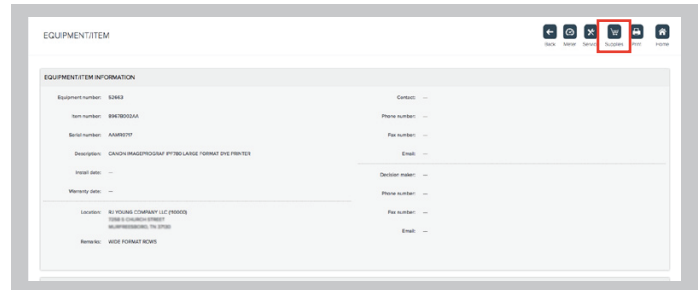 EQUIPMENT/ITEM
Back Meter Service Supplies Print Home
EQUIPMENT/ITEM INFORMATION
Equipment number: 52663
Contact: —
Item number: 8967B002AA
Phone number: —
Serial number:
Fax number: —
Description: CANON IMAGEPROGRAF IPF780 LARGE FORMAT DYE PRINTER
Email: —
Install date: —
Decision maker: —
Warranty date: —
Phone number: —
Location: RJ YOUNG COMPANY LLC (10000)
Fax number: —
Email: —
Remarks: WIDE FORMAT ROWS